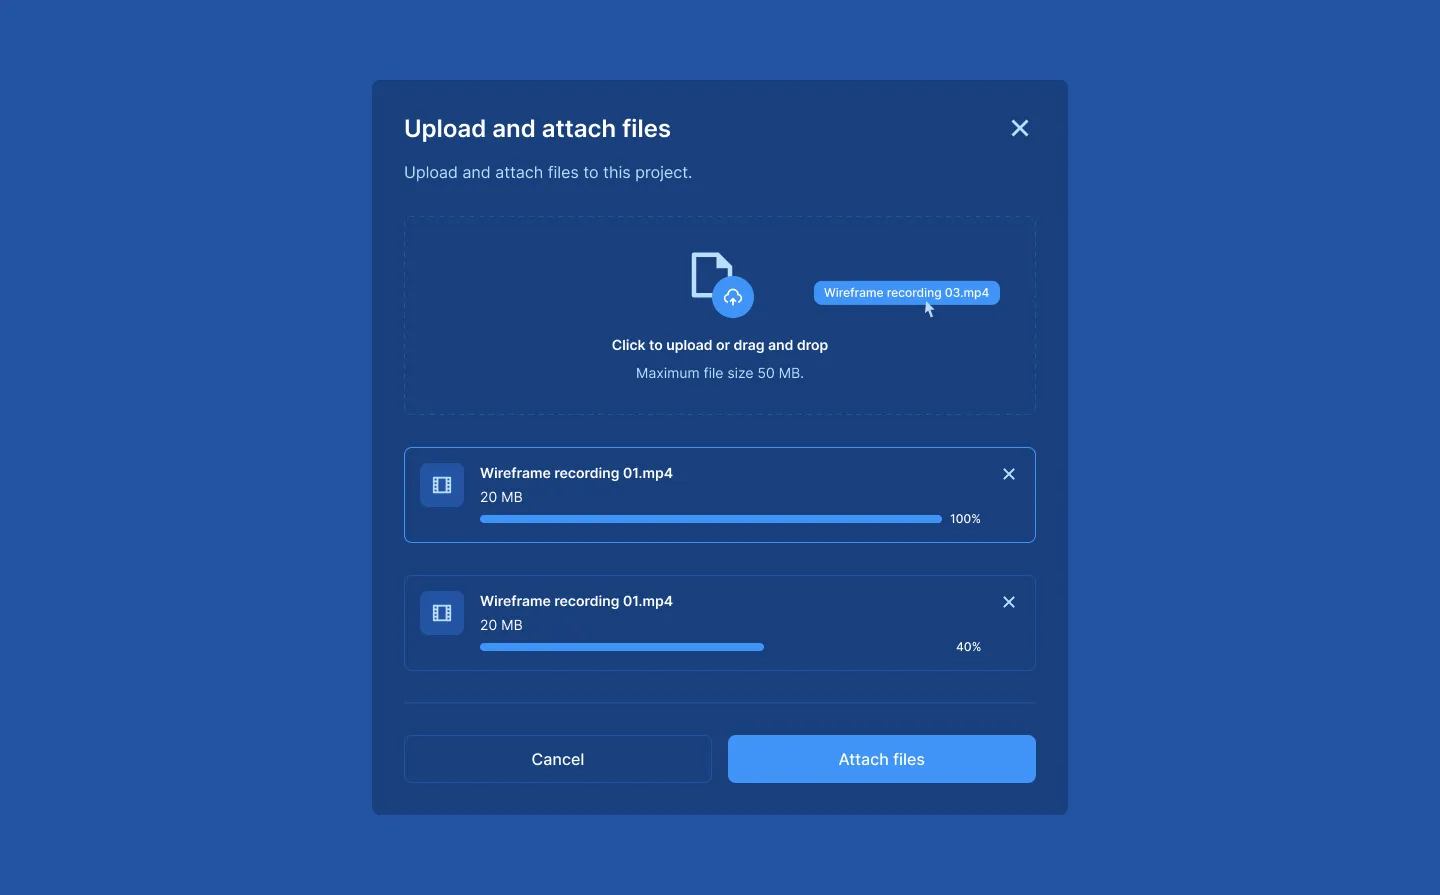 Upload and attach files
Upload and attach files to this project.
Wireframe recording 03.mp4
Click to upload or drag and drop
Maximum file size 50 MB.
Wireframe recording 01.mp4
20 MB
100%
Wireframe recording 01.mp4
20 MB
40%
Cancel
Attach files